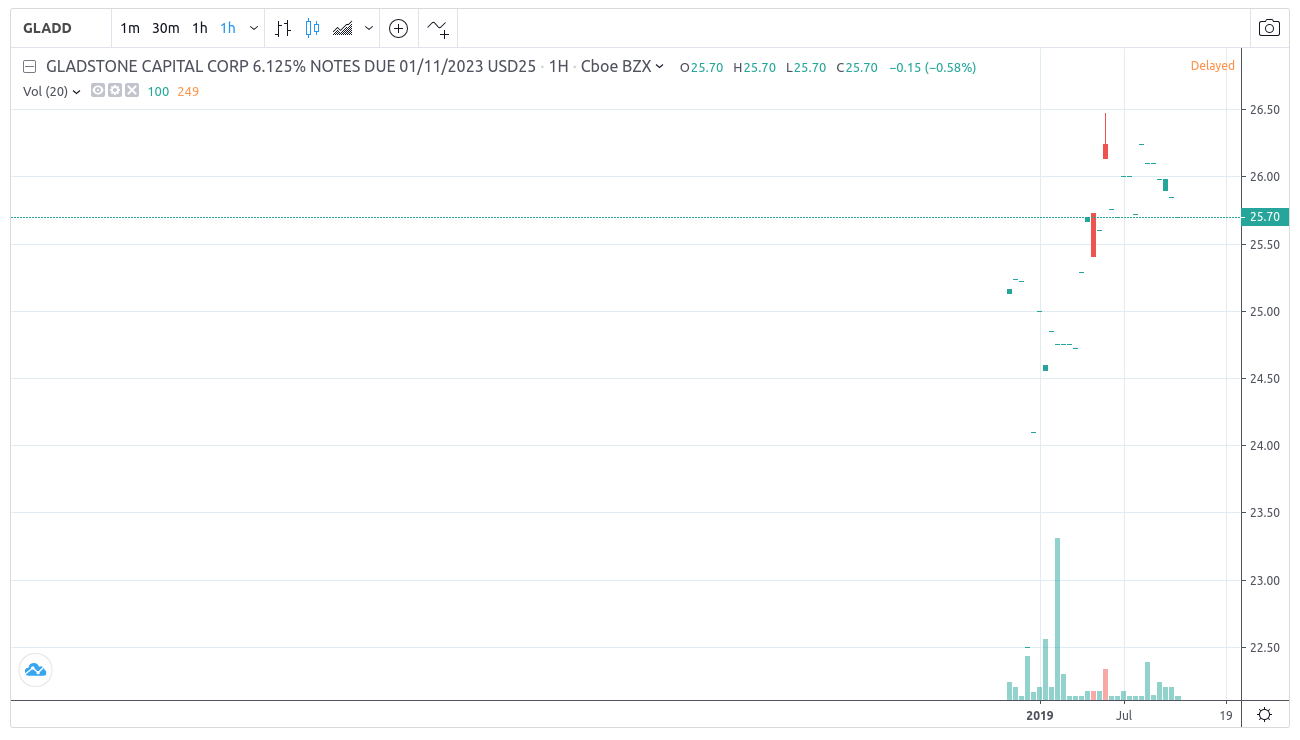 GLADD 1m 30m 1h 1h
GLADSTONE CAPITAL CORP 6.125% NOTES DUE 01/11/2023 USD25 · 1H · Cboe BZX O25.70 H25.70 L25.70 C25.70 −0.15 (−0.58%) Delayed
Vol (20) 100 249
26.50
26.00
25.70
25.50
25.00
24.50
24.00
23.50
23.00
22.50
2019 Jul 19